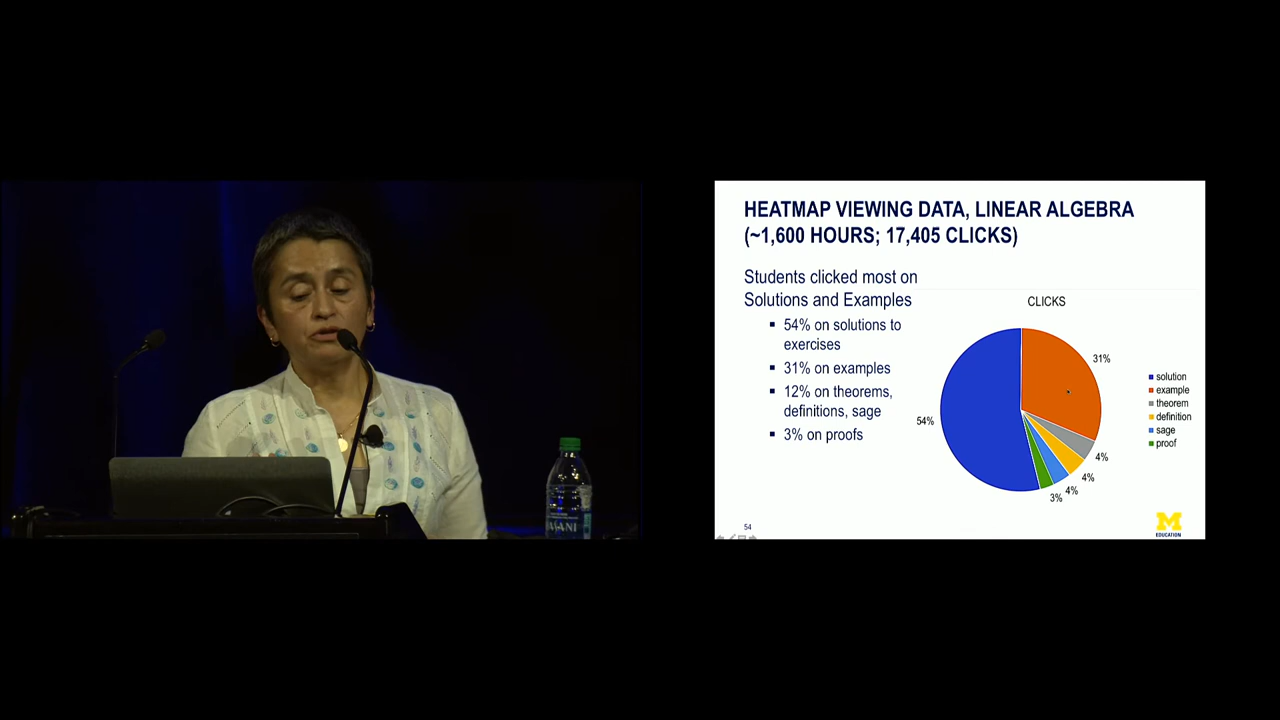 HEATMAP VIEWING DATA, LINEAR ALGEBRA
(~1,600 HOURS; 17,405 CLICKS)
Students clicked most on
Solutions and Examples
54% on solutions to
exercises
31% on examples
12% on theorems,
definitions, sage
3% on proofs
CLICKS
31%
54%
4%
4%
4%
3%
solution
example
theorem
definition
sage
proof
54
M
EDUCATION